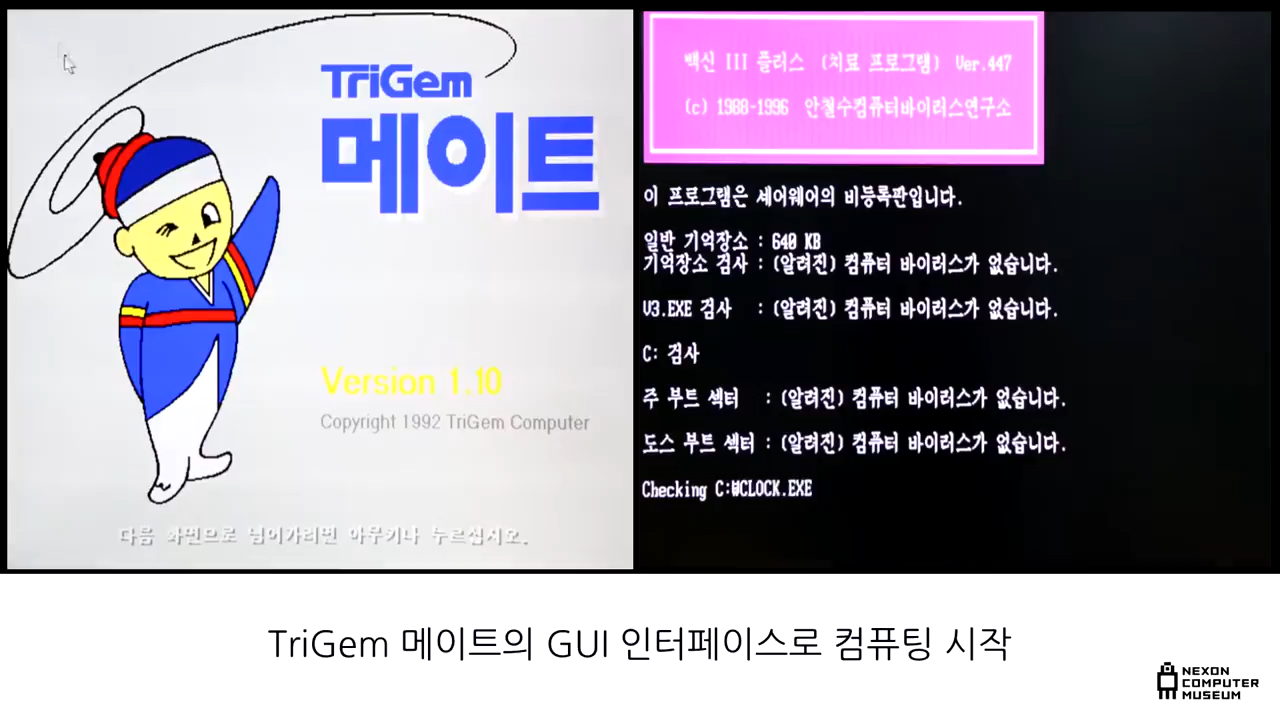 TriGem
메이트
Version 1.10
Copyright 1992 TriGem Computer
다음 화면으로 넘어가려면 아무키나 누르십시오.
백신 III 플러스 (치료 프로그램) Ver.447
(c) 1988-1996 안철수컴퓨터바이러스연구소
이 프로그램은 셰어웨어의 비등록판입니다.
일반 기억장소 : 640 KB
기억장소 검사 : (알려진) 컴퓨터 바이러스가 없습니다.
V3.EXE 검사 : (알려진) 컴퓨터 바이러스가 없습니다.
C: 검사
주 부트 섹터 : (알려진) 컴퓨터 바이러스가 없습니다.
도스 부트 섹터 : (알려진) 컴퓨터 바이러스가 없습니다.
Checking C:₩CLOCK.EXE
TriGem 메이트의 GUI 인터페이스로 컴퓨팅 시작
NEXON
COMPUTER
MUSEUM